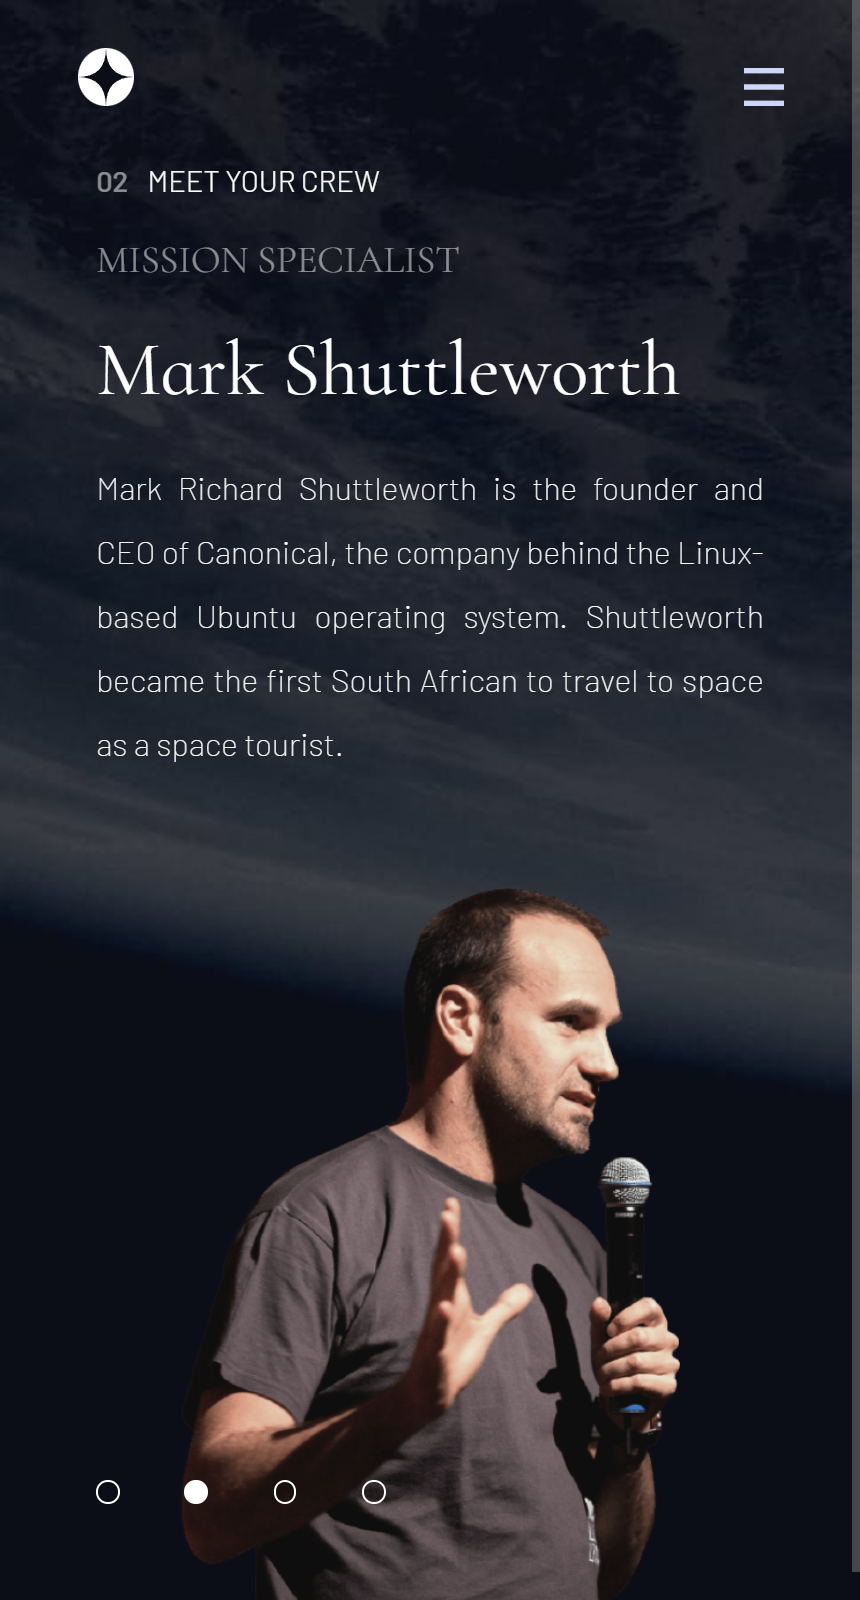 02 MEET YOUR CREW
MISSION SPECIALIST
Mark Shuttleworth
Mark Richard Shuttleworth is the founder and
CEO of Canonical, the company behind the Linux-
based Ubuntu operating system. Shuttleworth
became the first South African to travel to space
as a space tourist.